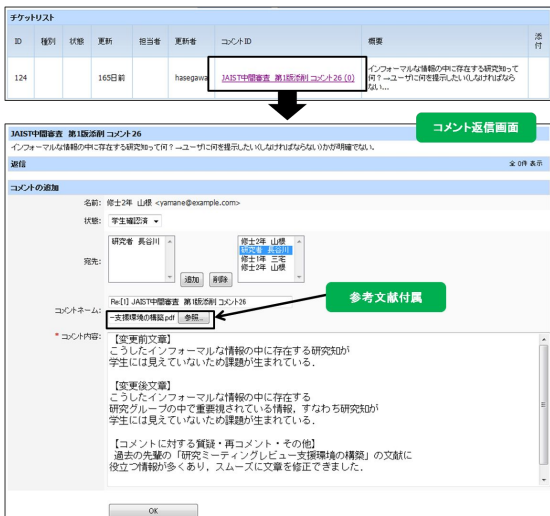 チケットリスト
ID 種別 状態 更新 担当者 更新者 コメントID 概要 添付
124 165日前 hasegawa JAIST中間審査 第1版添削 コメント26 (0) インフォーマルな情報の中に存在する研究知って何？→ユーザに何を提示したい(しなければならない...
コメント返信画面
JAIST中間審査 第1版添削 コメント26
インフォーマルな情報の中に存在する研究知って何？→ユーザに何を提示したい(しなければならない)かが明確でない。
返信 全 0件 表示
コメントの追加
名前: 修士2年 山根 <yamane@example.com>
状態: 学生確認済
宛先: 研究者 長谷川 追加 削除 修士2年 山根
研究者 長谷川
修士1年 三宅
修士2年 山根
参考文献付属
コメントネーム: Re:[1] JAIST中間審査 第1版添削 コメント26
ー支援環境の構築.pdf 参照...
*コメント内容: 【変更前文章】
こうしたインフォーマルな情報の中に存在する研究知が
学生には見えていないため課題が生まれている．
【変更後文章】
こうしたインフォーマルな情報の中に存在する
研究グループの中で重要視されている情報，すなわち研究知が
学生には見えていないため課題が生まれている．
【コメントに対する質疑・再コメント・その他】
過去の先輩の「研究ミーティングレビュー支援環境の構築」の文献に
役立つ情報が多くあり，スムーズに文章を修正できました．
OK